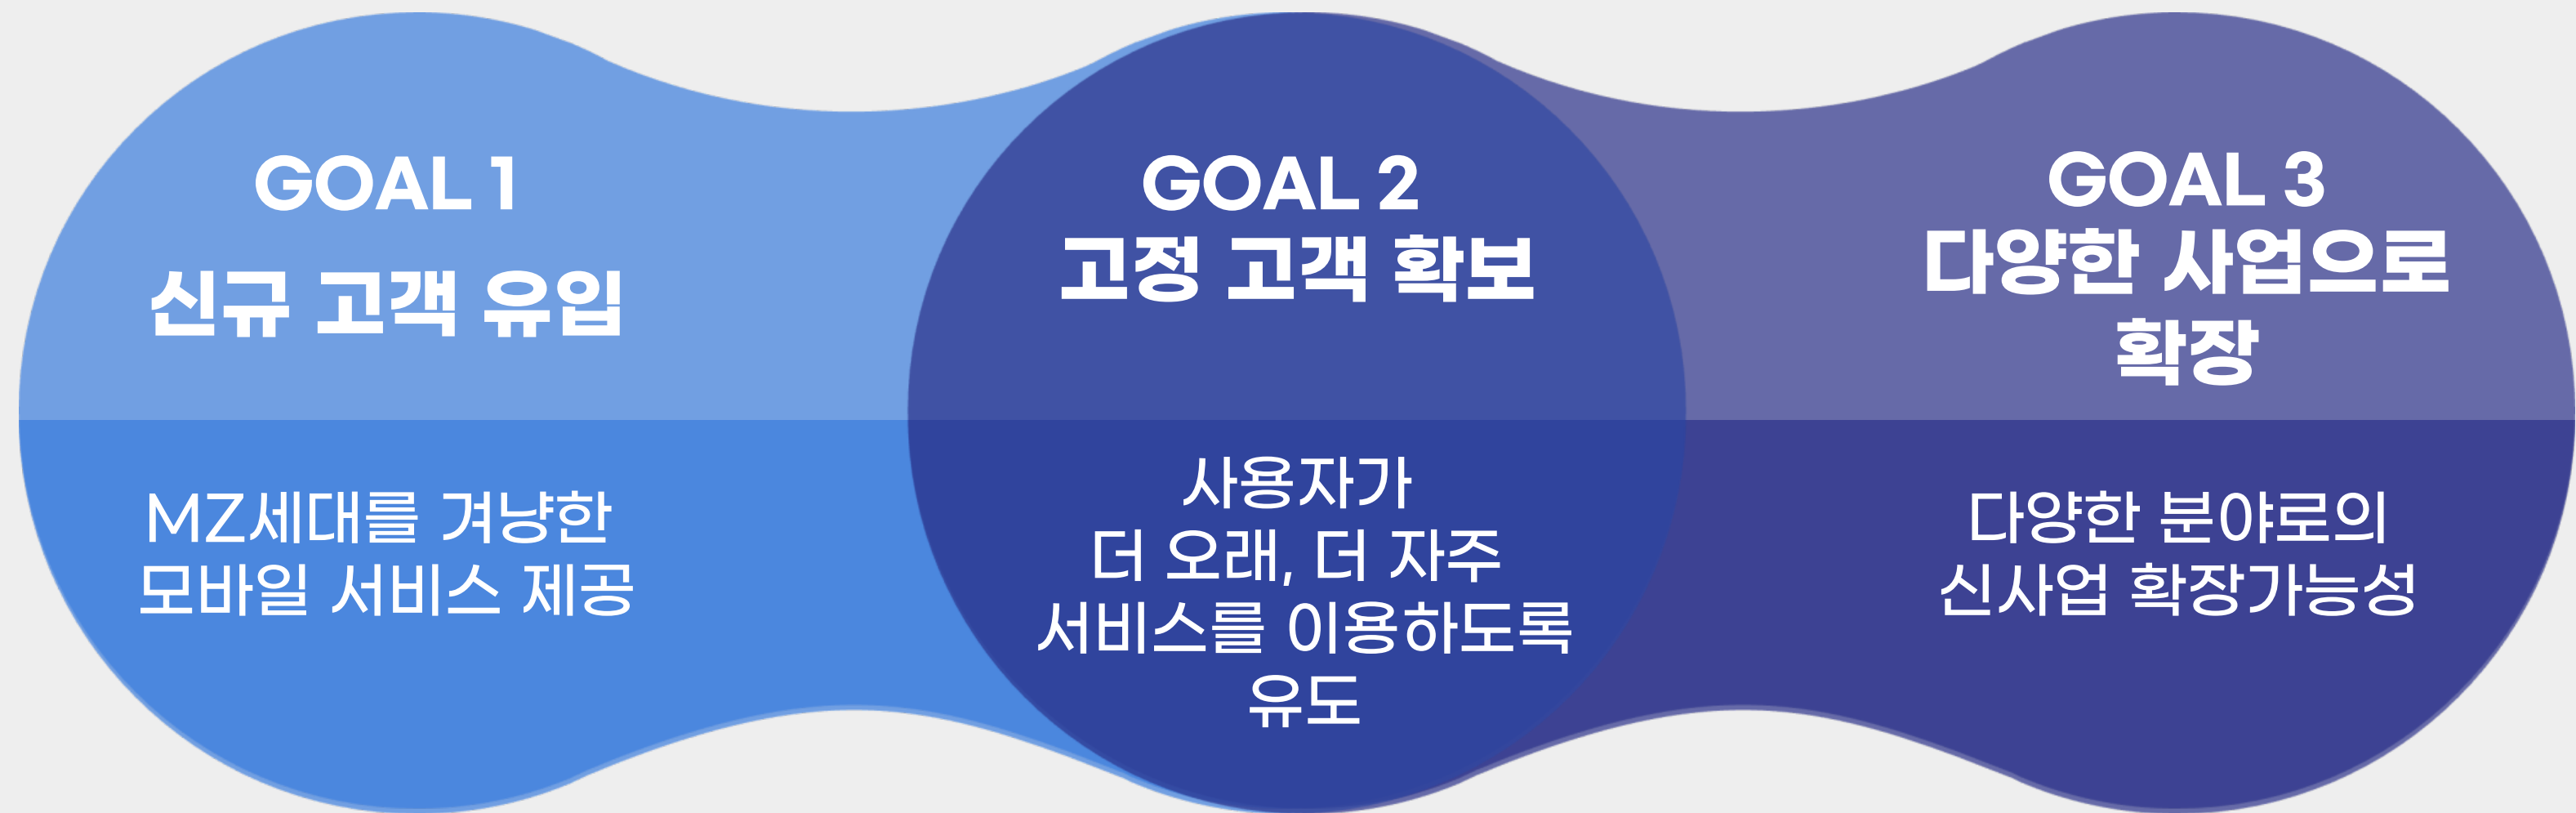 GOAL 1
신규 고객 유입
MZ세대를 겨냥한
모바일 서비스 제공
GOAL 2
고정 고객 확보
사용자가
더 오래, 더 자주
서비스를 이용하도록
유도
GOAL 3
다양한 사업으로
확장
다양한 분야로의
신사업 확장가능성